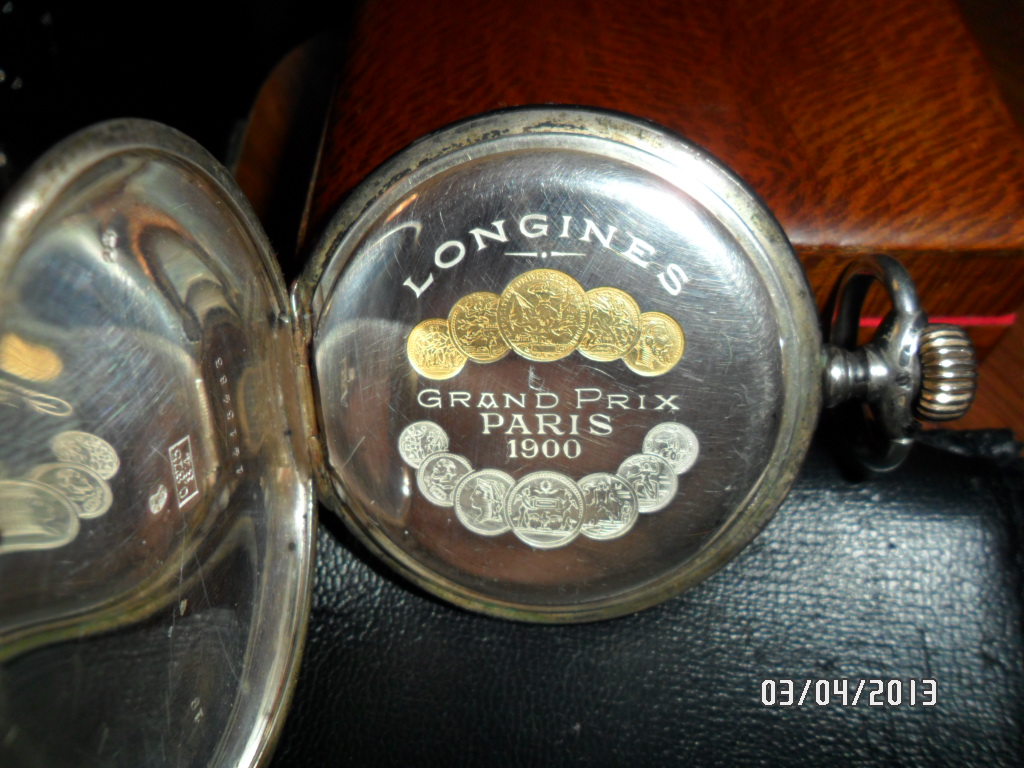 LONGINES
GRAND PRIX
PARIS
1900
03/04/2013